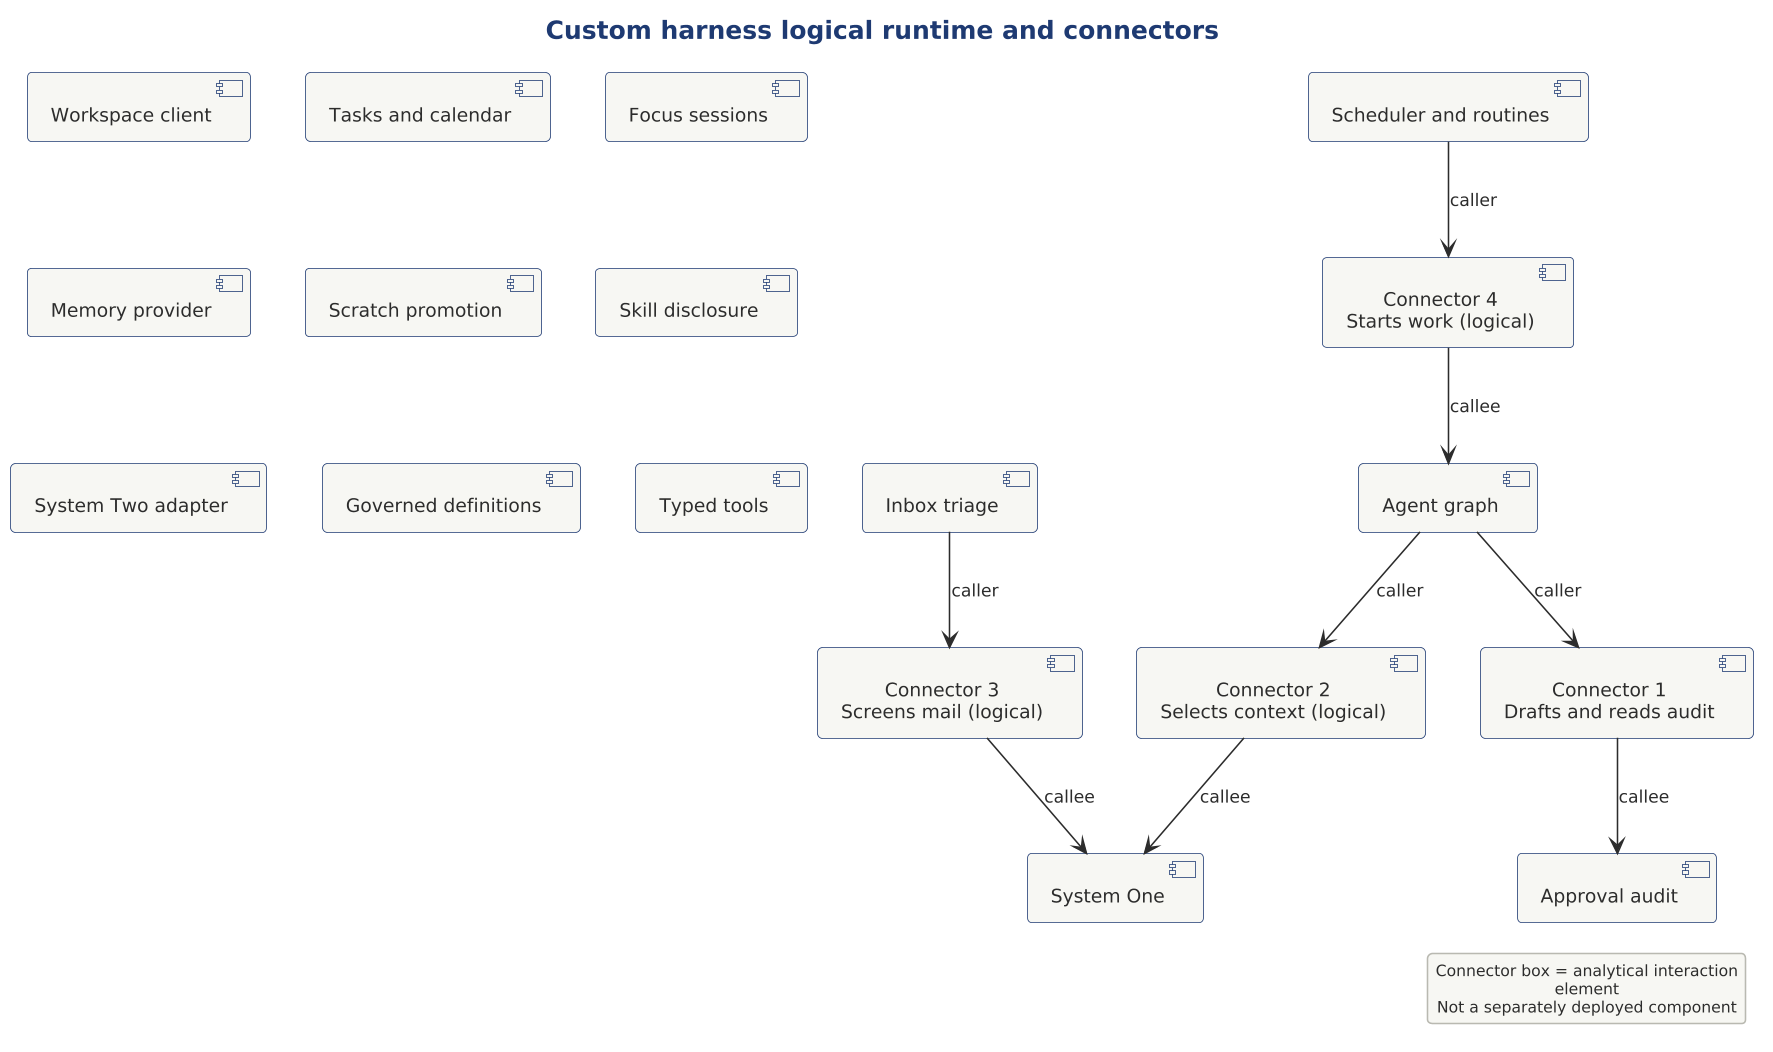 Custom harness logical runtime and connectors
Workspace client
Tasks and calendar
Focus sessions
Scheduler and routines
caller
Memory provider
Scratch promotion
Skill disclosure
Connector 4
Starts work (logical)
callee
System Two adapter
Governed definitions
Typed tools
Inbox triage
Agent graph
caller
caller
caller
Connector 3
Screens mail (logical)
Connector 2
Selects context (logical)
Connector 1
Drafts and reads audit
callee
callee
callee
System One
Approval audit
Connector box = analytical interaction
element
Not a separately deployed component